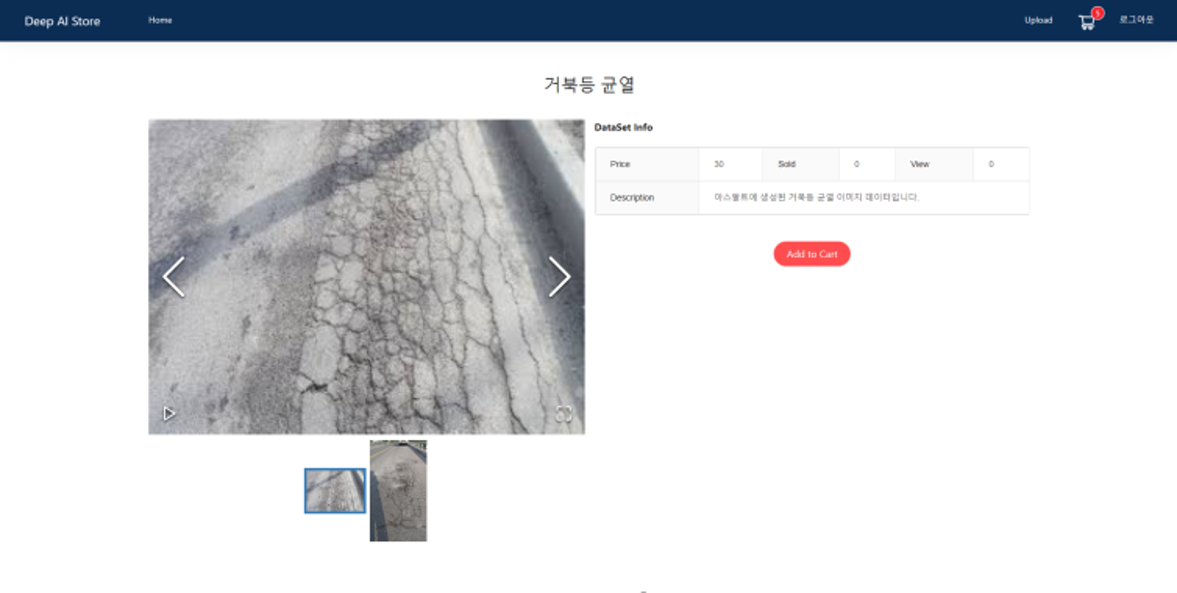 Deep AI Store Home Upload 5 로그아웃
거북등 균열
DataSet Info
Price 30 Sold 0 View 0
Description 아스팔트에 생성된 거북등 균열 이미지 데이터입니다.
Add to Cart